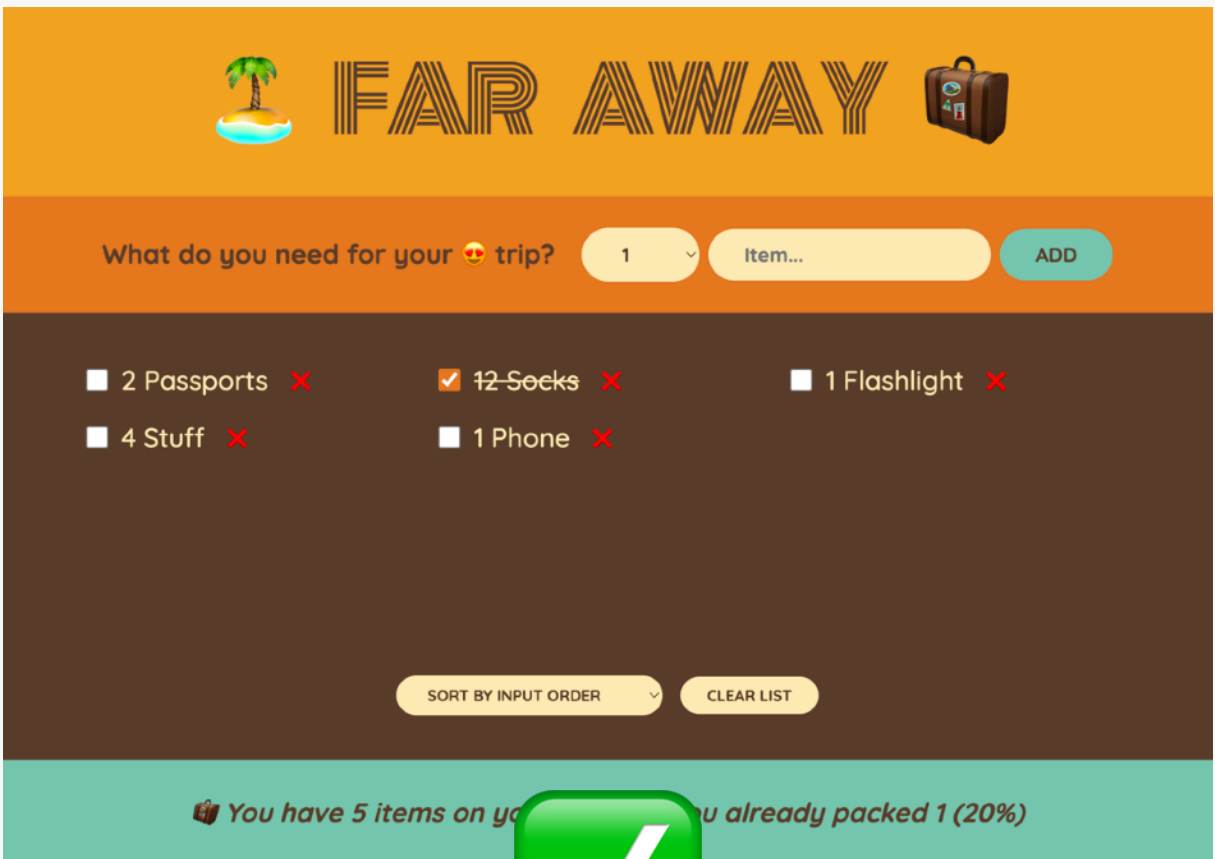 FAR AWAY
What do you need for your 😍 trip? 1 Item... ADD
2 Passports ❌ 12 Socks ❌ 1 Flashlight ❌
4 Stuff ❌ 1 Phone ❌
SORT BY INPUT ORDER CLEAR LIST
You have 5 items on already packed 1 (20%)